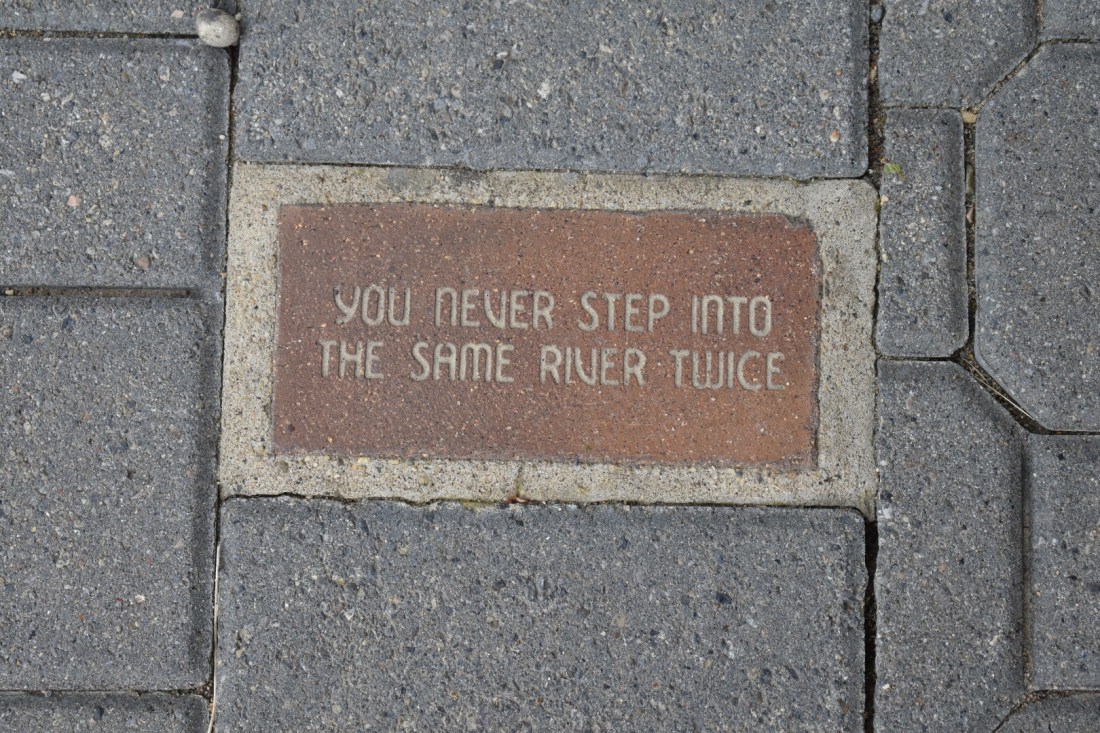 YOU NEVER STEP INTO
THE SAME RIVER TWICE